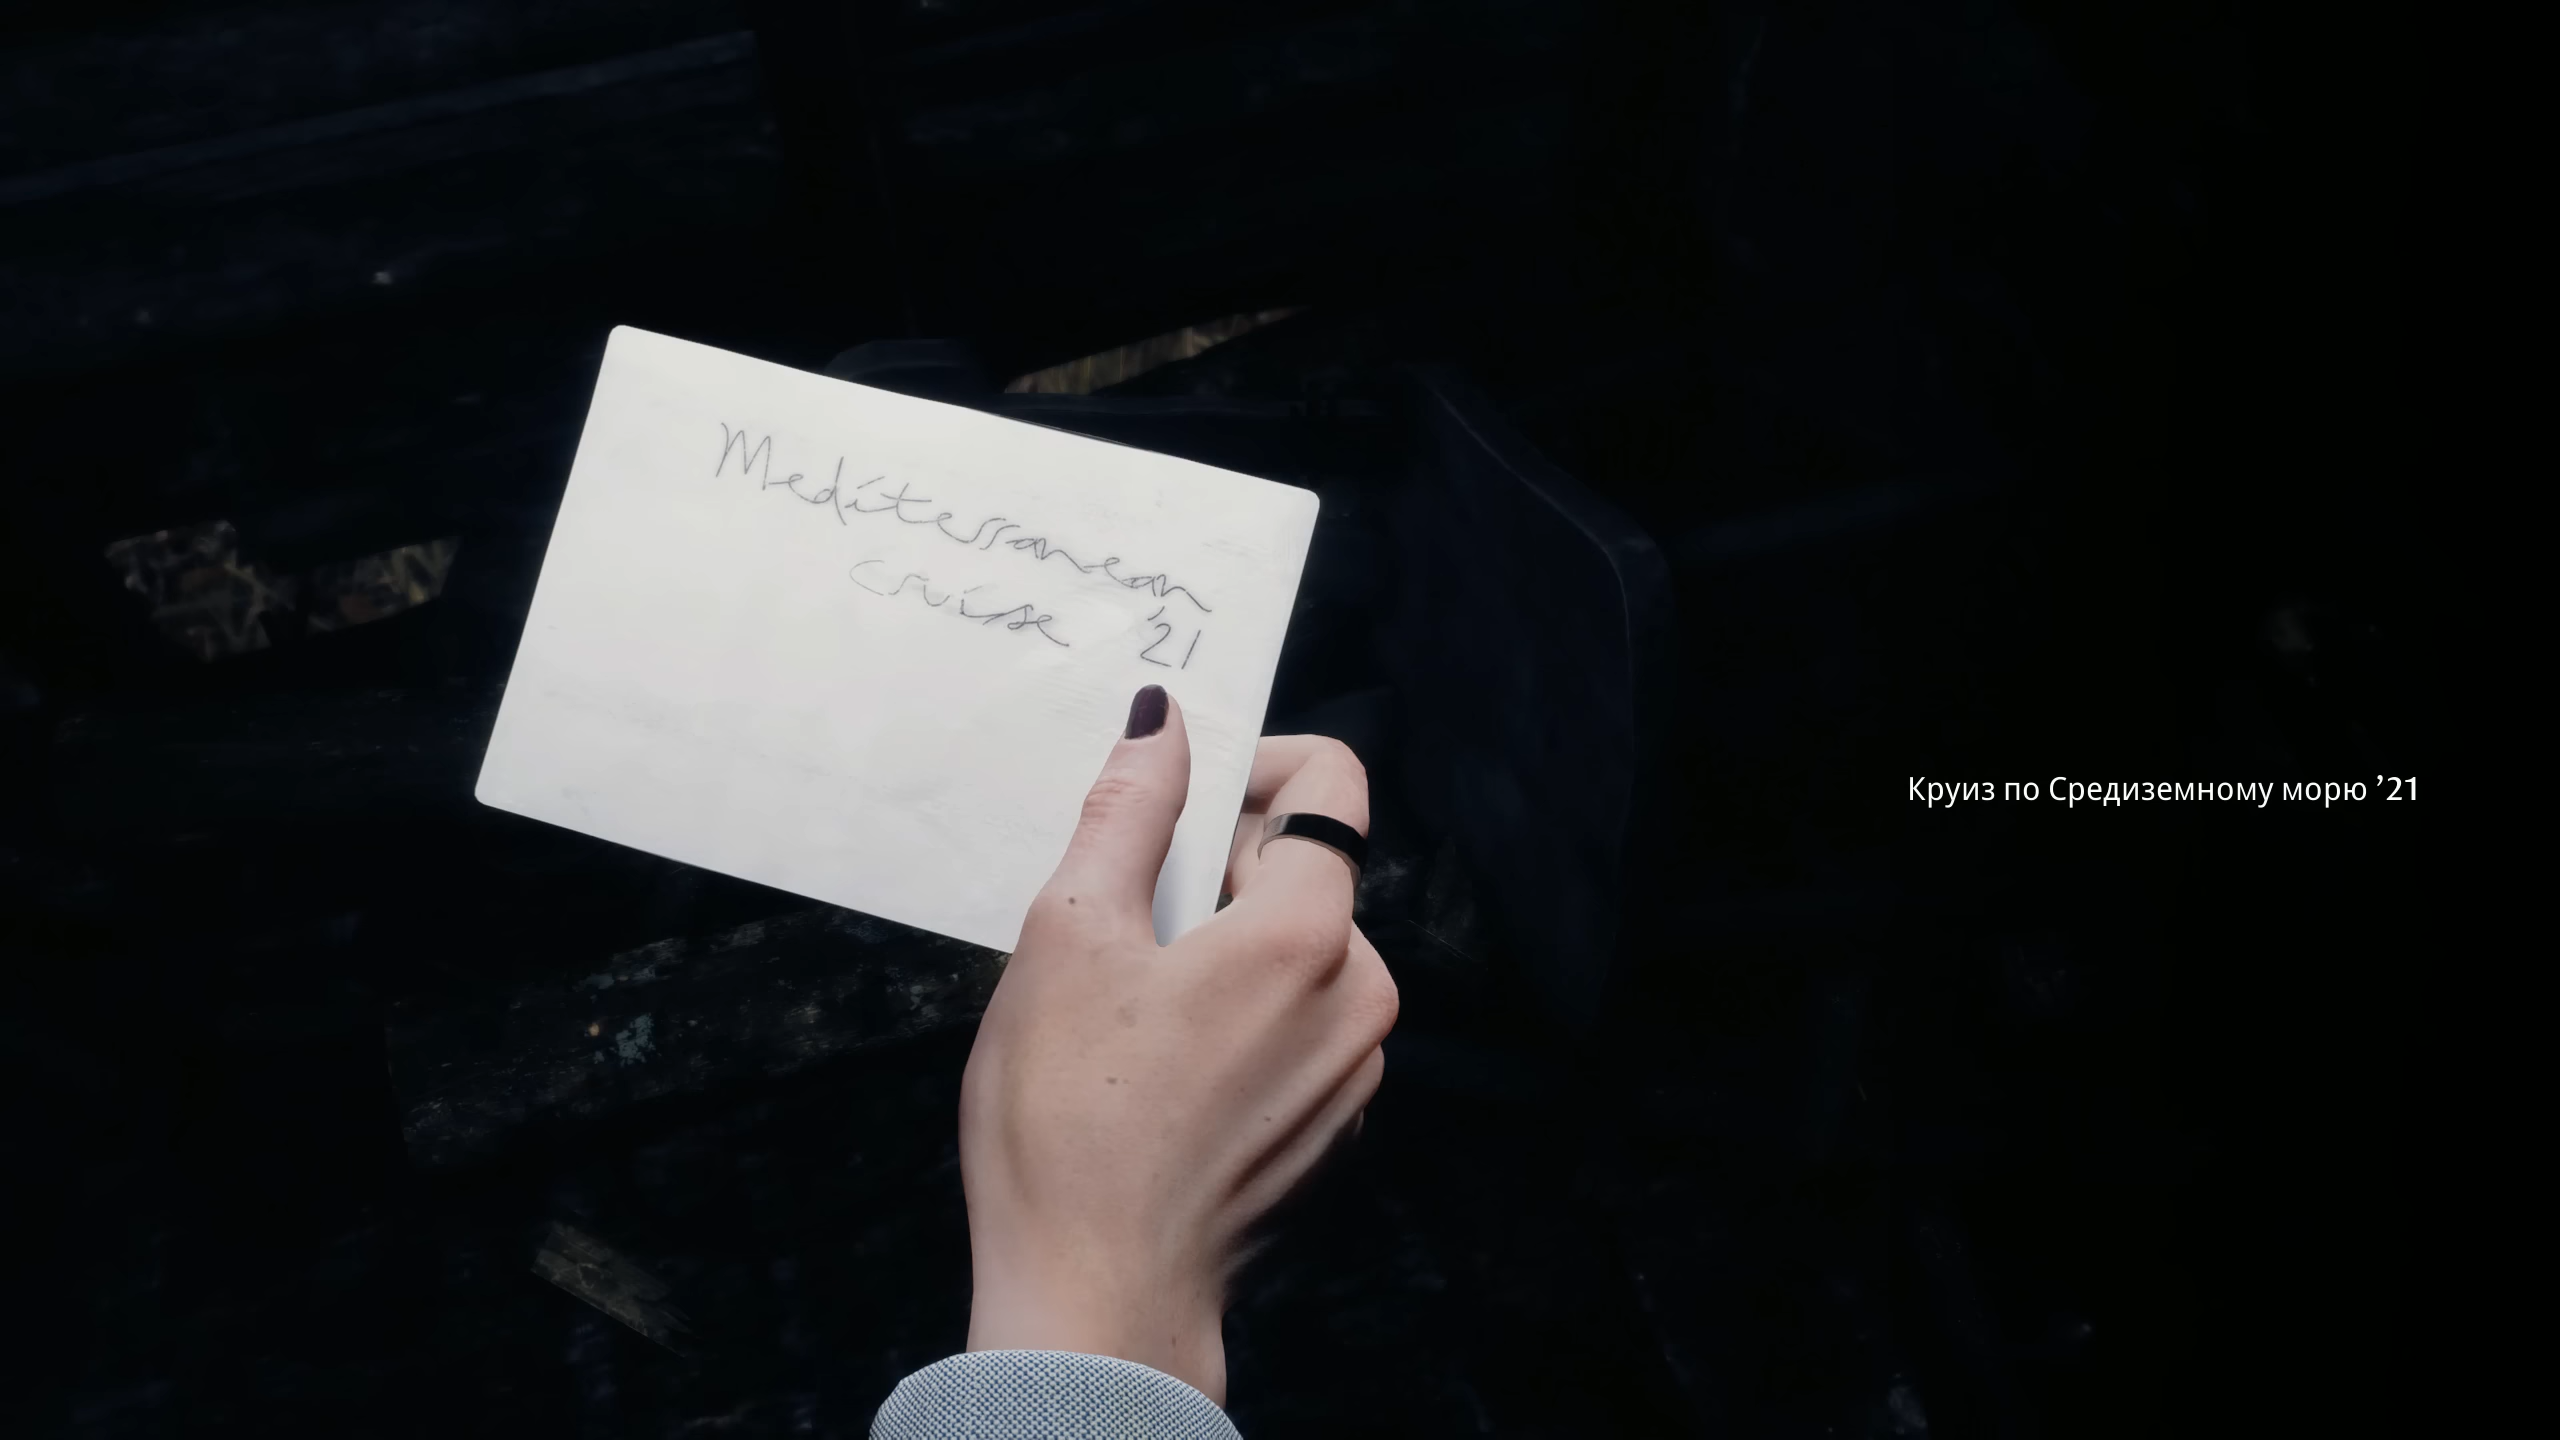 Mediterranean
cruise '21
Круиз по Средиземному морю ’21